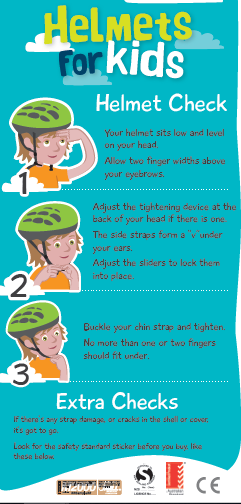 Helmets
for kids
Helmet Check
Your helmet sits low and level
on your head.
Allow two finger widths above
your eyebrows.
1
Adjust the tightening device at the
back of your head if there is one.
The side straps form a "v"under
your ears.
Adjust the sliders to lock them
into place.
2
Buckle your chin strap and tighten.
No more than one or two fingers
should fit under.
3
Extra Checks
If there's any strap damage, or cracks in the shell or cover.
It's got to go.
Look for the safety standard sticker before you buy, like
these below.
S
CE